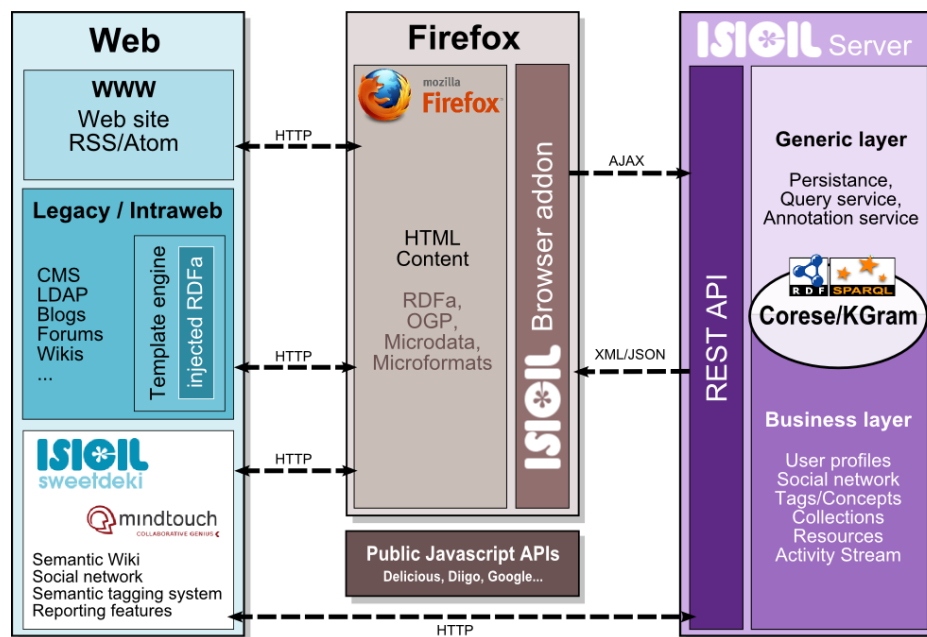 Web
WWW
Web site
RSS/Atom
Legacy / Intraweb
CMS
LDAP
Blogs
Forums
Wikis
...
Template engine
injected RDFa
ISICIL
sweetdeki
mindtouch
COLLABORATIVE GENIUS
Semantic Wiki
Social network
Semantic tagging system
Reporting features
HTTP
HTTP
HTTP
HTTP
Firefox
mozilla
Firefox
HTML
Content
RDFa,
OGP,
Microdata,
Microformats
ISICIL Browser addon
Public Javascript APIs
Delicious, Diigo, Google...
AJAX
XML/JSON
ISICIL Server
REST API
Generic layer
Persistance,
Query service,
Annotation service
RDF SPARQL
Corese/KGram
Business layer
User profiles
Social network
Tags/Concepts
Collections
Resources
Activity Stream